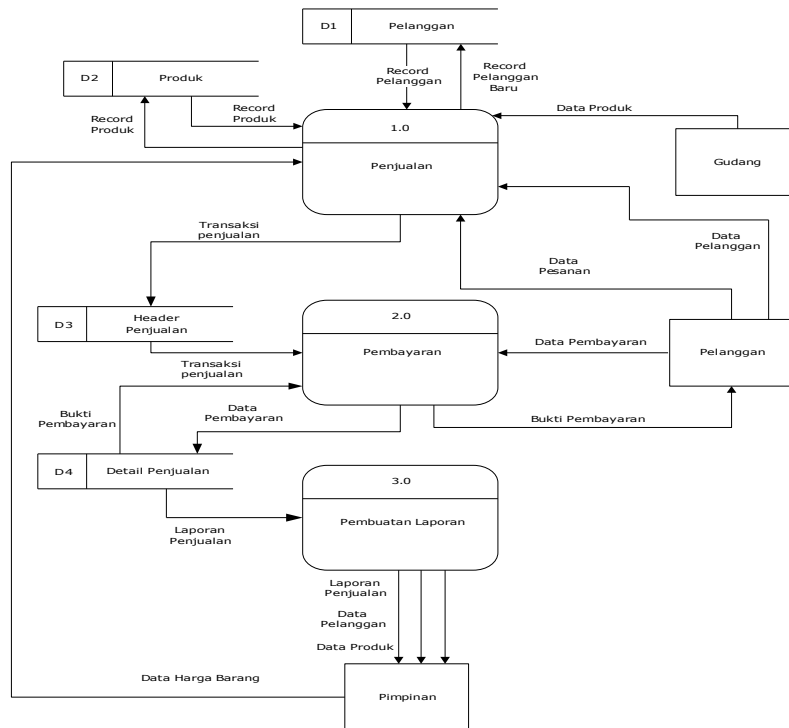 D1
Pelanggan
D2
Produk
Record
Pelanggan
Record
Pelanggan
Baru
Record
Produk
Record
Produk
Data Produk
1.0
Penjualan
Gudang
Transaksi
penjualan
Data
Pelanggan
Data
Pesanan
D3
Header
Penjualan
2.0
Pembayaran
Data Pembayaran
Pelanggan
Transaksi
penjualan
Bukti
Pembayaran
Data
Pembayaran
Bukti Pembayaran
D4
Detail Penjualan
3.0
Pembuatan Laporan
Laporan
Penjualan
Laporan
Penjualan
Data
Pelanggan
Data Produk
Data Harga Barang
Pimpinan